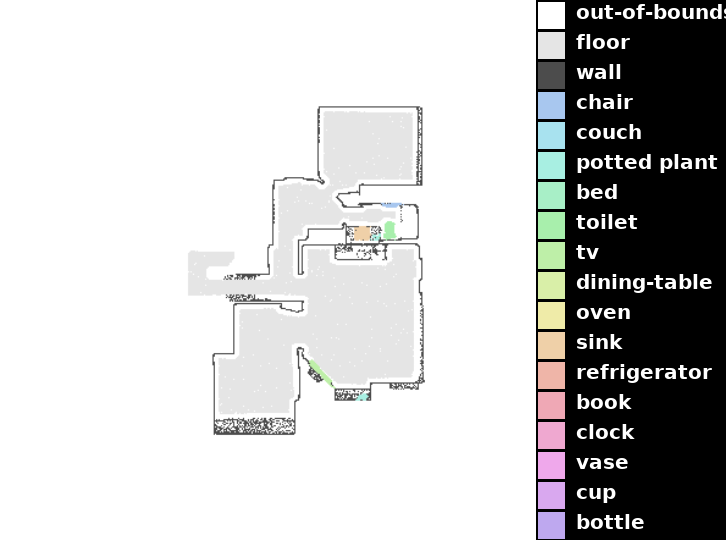 out-of-bounds
floor
wall
chair
couch
potted plant
bed
toilet
tv
dining-table
oven
sink
refrigerator
book
clock
vase
cup
bottle